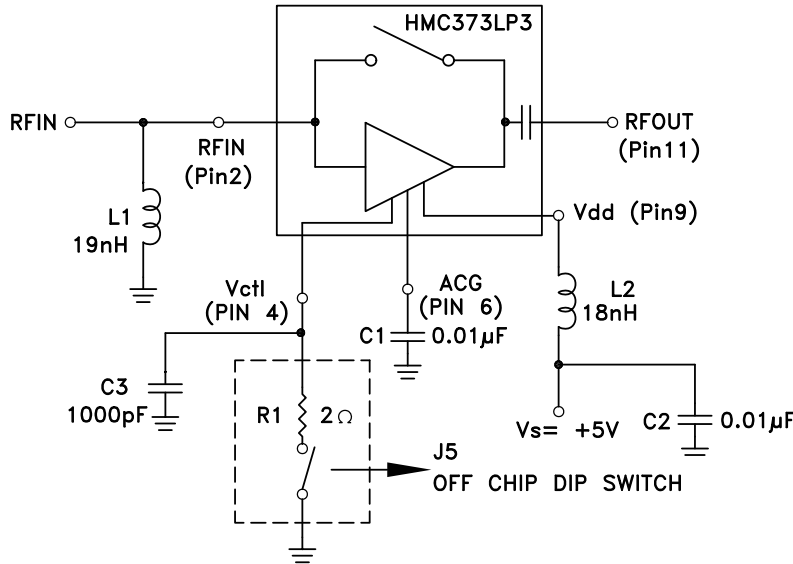 HMC373LP3
RFIN
RFIN
(Pin2)
RFOUT
(Pin11)
L1
19nH
Vdd (Pin9)
Vctl
(PIN 4)
ACG
(PIN 6)
L2
18nH
C1 0.01µF
C3
1000pF
R1 2Ω
Vs= +5V
C2 0.01µF
J5
OFF CHIP DIP SWITCH